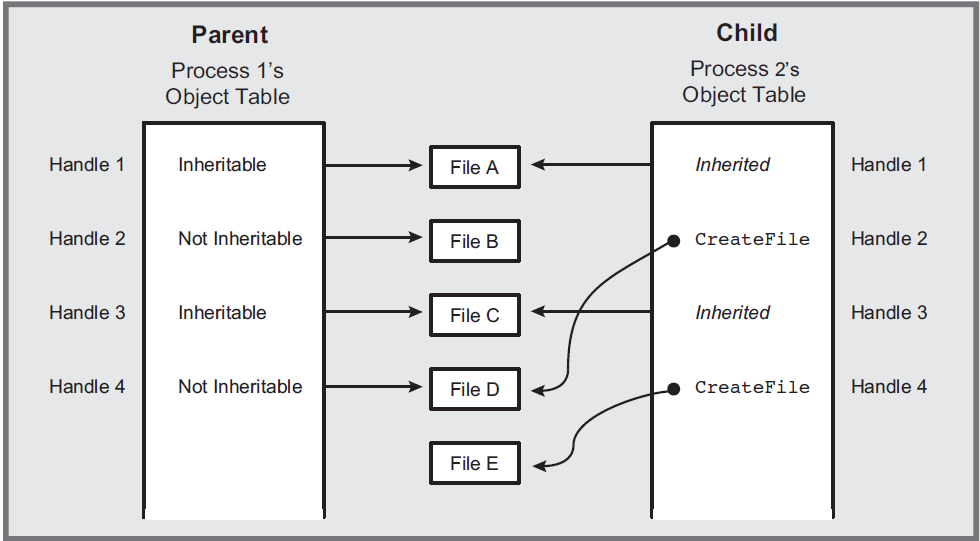 Parent
Process 1's
Object Table
Child
Process 2's
Object Table
Handle 1
Inheritable
File A
Inherited
Handle 1
Handle 2
Not Inheritable
File B
CreateFile
Handle 2
Handle 3
Inheritable
File C
Inherited
Handle 3
Handle 4
Not Inheritable
File D
CreateFile
Handle 4
File E